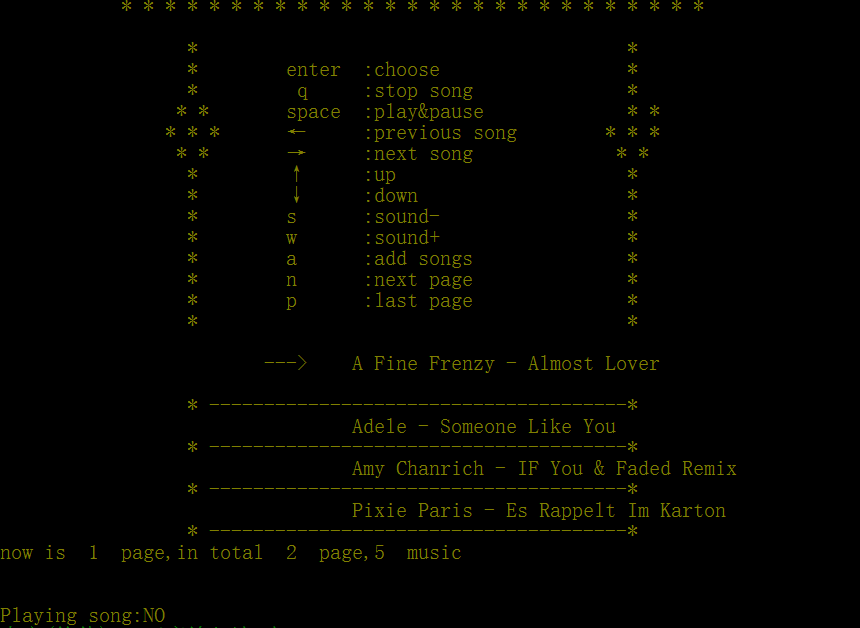 * * * * * * * * * * * * * * * * * * * * * * * * * * *
* *
* enter :choose *
* q :stop song *
* * space :play&pause * *
* * * ← :previous song * * *
* * → :next song * *
* ↑ :up *
* ↓ :down *
* s :sound-
* w :sound+ *
* a :add songs *
* n :next page *
* p :last page *
* *
---> A Fine Frenzy - Almost Lover
* --------------------------------------*
Adele - Someone Like You
* --------------------------------------*
Amy Chanrich - IF You & Faded Remix
* --------------------------------------*
Pixie Paris - Es Rappelt Im Karton
* --------------------------------------*
now is 1 page,in total 2 page,5 music
Playing song:NO